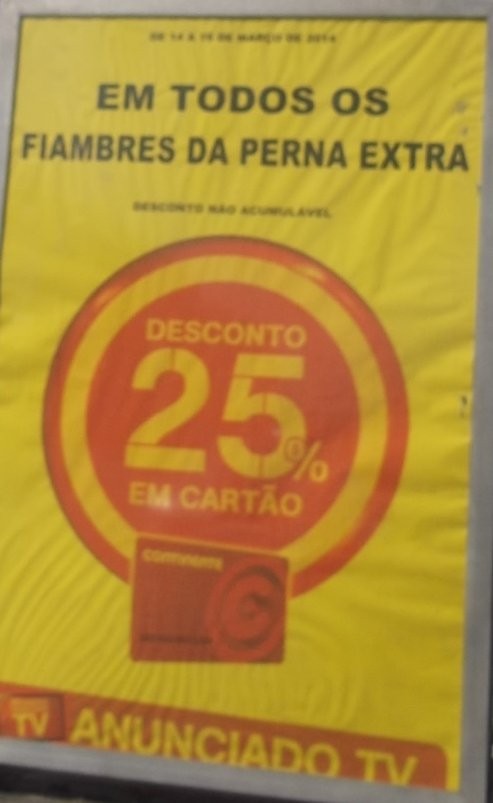 DE 14 A 19 DE MARÇO DE 2014
EM TODOS OS
FIAMBRES DA PERNA EXTRA
DESCONTO NÃO ACUMULÁVEL
DESCONTO
25%
EM CARTÃO
continente
TV ANUNCIADO TV